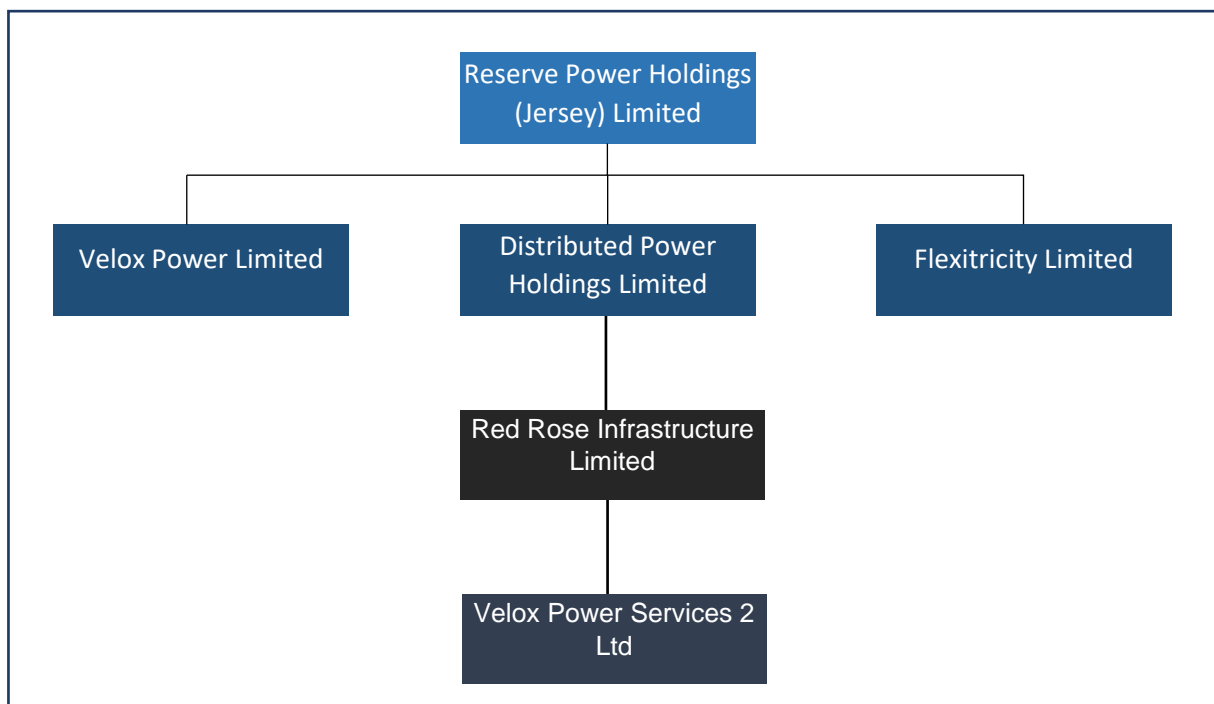 Reserve Power Holdings
(Jersey) Limited
Velox Power Limited
Distributed Power
Holdings Limited
Flexitricity Limited
Red Rose Infrastructure
Limited
Velox Power Services 2
Ltd